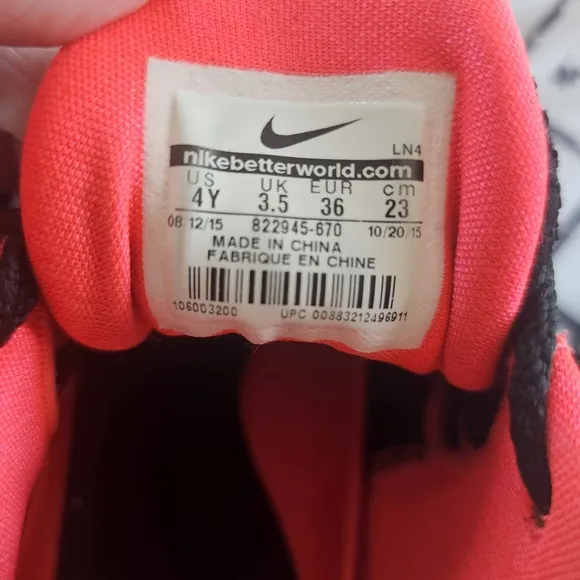 LN4
nikebetterworld.com
US UK EUR cm
4Y 3.5 36 23
08/12/15 822945-670 10/20/15
MADE IN CHINA
FABRIQUE EN CHINE
106003200 UPC 00883212496911